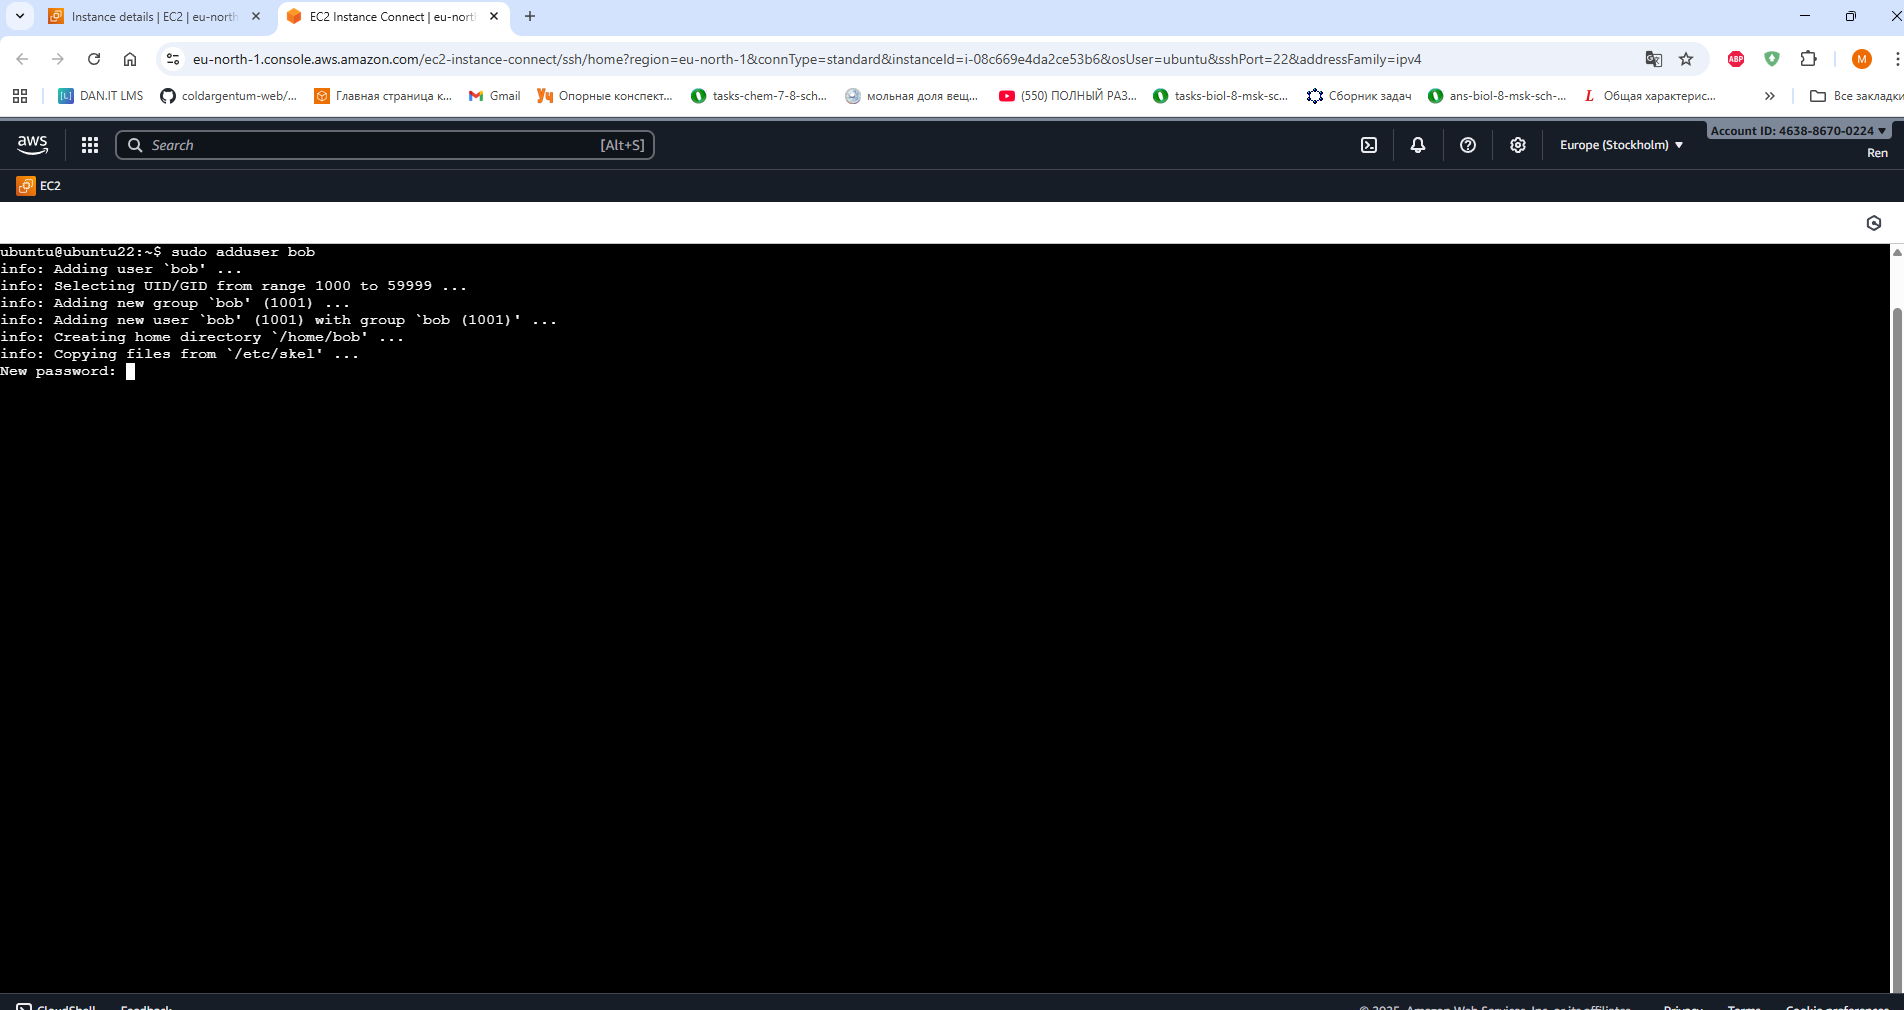 Instance details | EC2 | eu-north
EC2 Instance Connect | eu-nort
eu-north-1.console.aws.amazon.com/ec2-instance-connect/ssh/home?region=eu-north-1&connType=standard&instanceId=i-08c669e4da2ce53b6&osUser=ubuntu&sshPort=22&addressFamily=ipv4
ABP
M
DAN.IT LMS
coldargentum-web/...
Главная страница к...
Gmail
Опорные конспект...
tasks-chem-7-8-sch...
мольная доля вещ...
(550) ПОЛНЫЙ РАЗ...
tasks-biol-8-msk-sc...
Сборник задач
ans-biol-8-msk-sch-...
Общая характерис...
Все закладки
aws
Search
[Alt+S]
Europe (Stockholm)
Account ID: 4638-8670-0224
Ren
EC2
ubuntu@ubuntu22:~$ sudo adduser bob
info: Adding user `bob' ...
info: Selecting UID/GID from range 1000 to 59999 ...
info: Adding new group `bob' (1001) ...
info: Adding new user `bob' (1001) with group `bob (1001)' ...
info: Creating home directory `/home/bob' ...
info: Copying files from `/etc/skel' ...
New password:
CloudShell
Feedback
© 2025, Amazon Web Services, Inc. or its affiliates.
Privacy
Terms
Cookie preferences